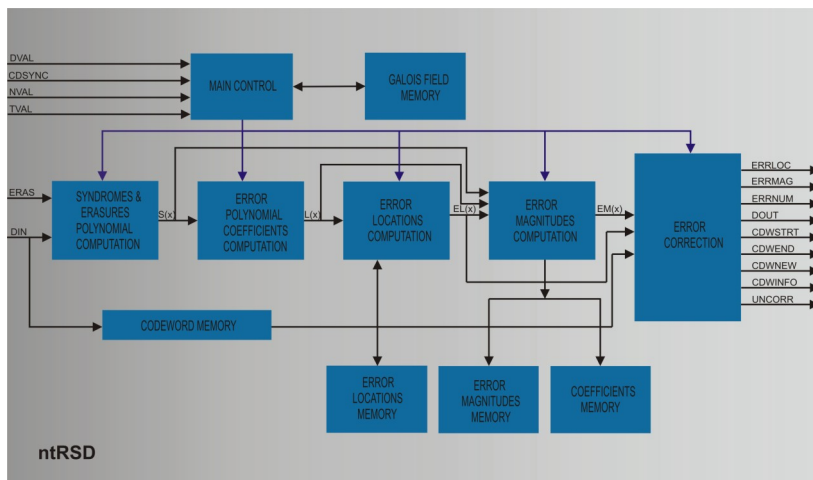 DVAL
CDSYNC
NVAL
TVAL
MAIN CONTROL
GALOIS FIELD
MEMORY
ERAS
DIN
SYNDROMES &
ERASURES
POLYNOMIAL
COMPUTATION
S(x)
ERROR
POLYNOMIAL
COEFFICIENTS
COMPUTATION
L(x)
ERROR
LOCATIONS
COMPUTATION
EL(x)
ERROR
MAGNITUDES
COMPUTATION
EM(x)
ERROR
CORRECTION
ERRLOC
ERRMAG
ERRNUM
DOUT
CDWSTRT
CDWEND
CDWNEW
CDWINFO
UNCORR
CODEWORD MEMORY
ERROR
LOCATIONS
MEMORY
ERROR
MAGNITUDES
MEMORY
COEFFICIENTS
MEMORY
ntRSD